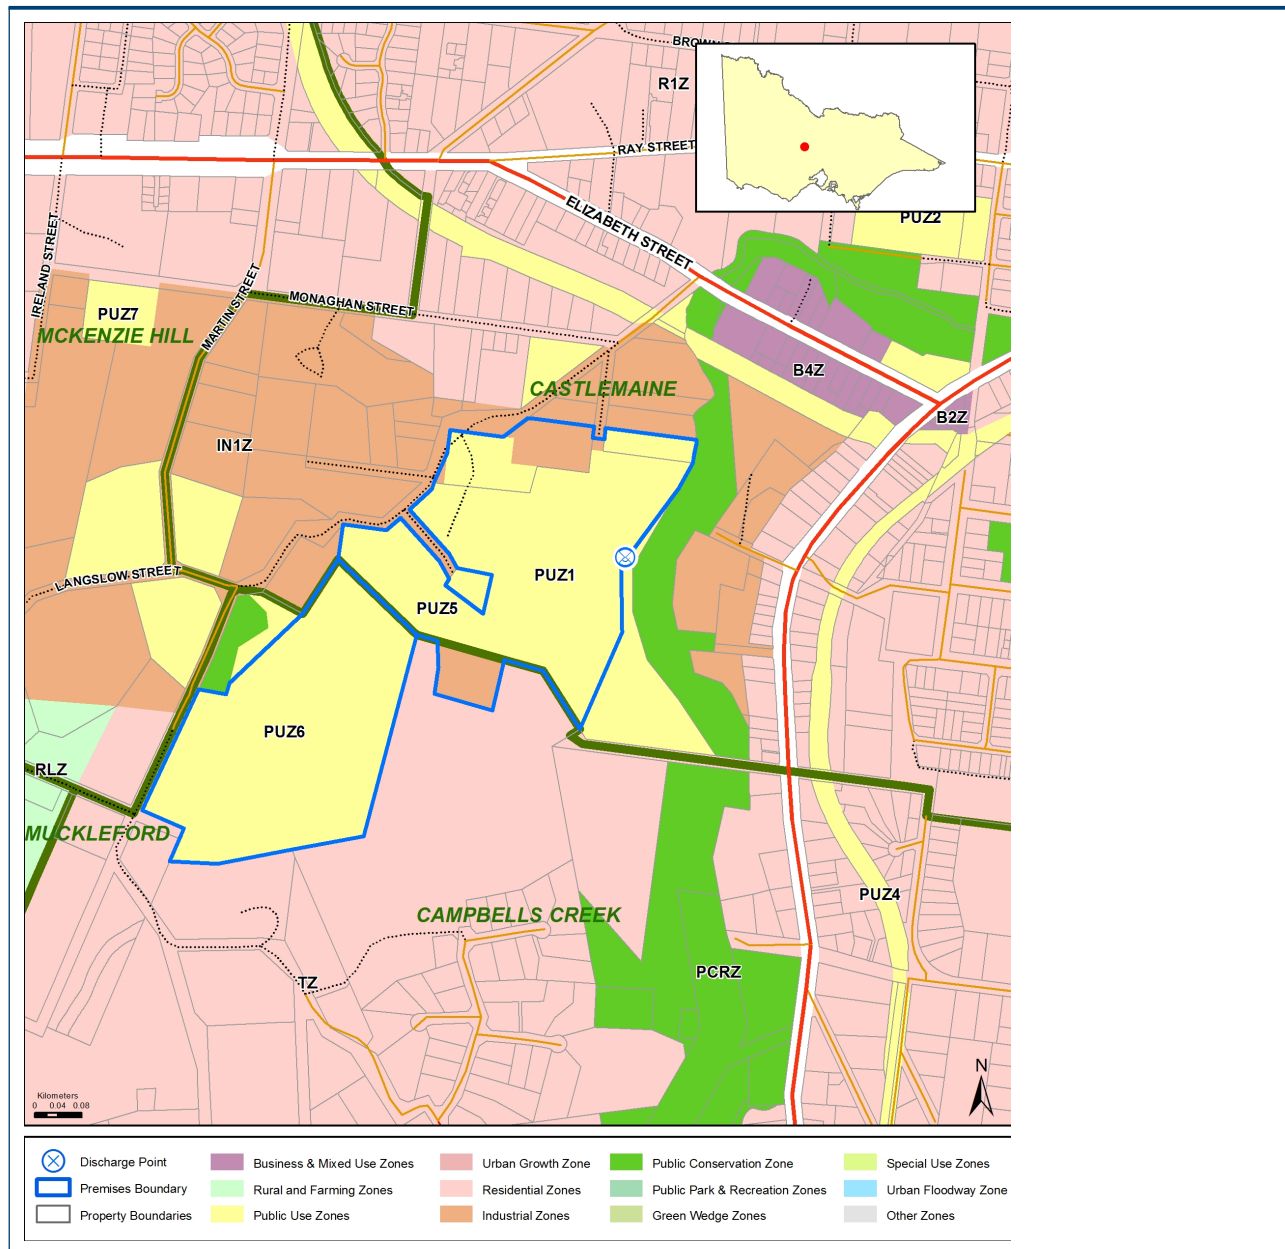 BROWN
R1Z
RAY STREET
ELIZABETH STREET
PUZ2
IRELAND STREET
MARTIN STREET
MONAGHAN STREET
PUZ7
MCKENZIE HILL
CASTLEMAINE
B4Z
B2Z
IN1Z
LANGSLOW STREET
PUZ1
PUZ5
PUZ6
RLZ
MUCKLEFORD
CAMPBELLS CREEK
PUZ4
PCRZ
TZ
N
Kilometers
0 0.04 0.08
Discharge Point
Premises Boundary
Property Boundaries
Business & Mixed Use Zones
Rural and Farming Zones
Public Use Zones
Urban Growth Zone
Residential Zones
Industrial Zones
Public Conservation Zone
Public Park & Recreation Zones
Green Wedge Zones
Special Use Zones
Urban Floodway Zone
Other Zones